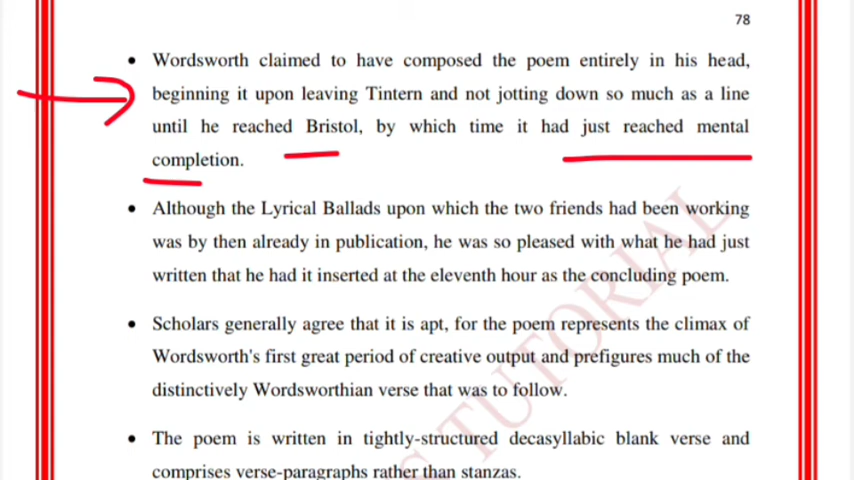 78
• Wordsworth claimed to have composed the poem entirely in his head,
beginning it upon leaving Tintern and not jotting down so much as a line
until he reached Bristol, by which time it had just reached mental
completion.
• Although the Lyrical Ballads upon which the two friends had been working
was by then already in publication, he was so pleased with what he had just
written that he had it inserted at the eleventh hour as the concluding poem.
• Scholars generally agree that it is apt, for the poem represents the climax of
Wordsworth's first great period of creative output and prefigures much of the
distinctively Wordsworthian verse that was to follow.
• The poem is written in tightly-structured decasyllabic blank verse and
comprises verse-paragraphs rather than stanzas.
S TUTORIAL